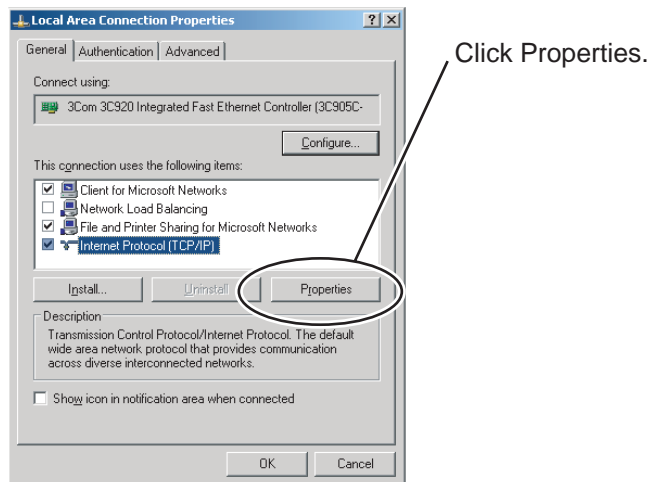 Local Area Connection Properties
General
Authentication
Advanced
Click Properties.
Connect using:
3Com 3C920 Integrated Fast Ethernet Controller (3C905C-
Configure...
This connection uses the following items:
Client for Microsoft Networks
Network Load Balancing
File and Printer Sharing for Microsoft Networks
Internet Protocol (TCP/IP)
Install...
Uninstall
Properties
Description
Transmission Control Protocol/Internet Protocol. The default
wide area network protocol that provides communication
across diverse interconnected networks.
Show icon in notification area when connected
OK
Cancel